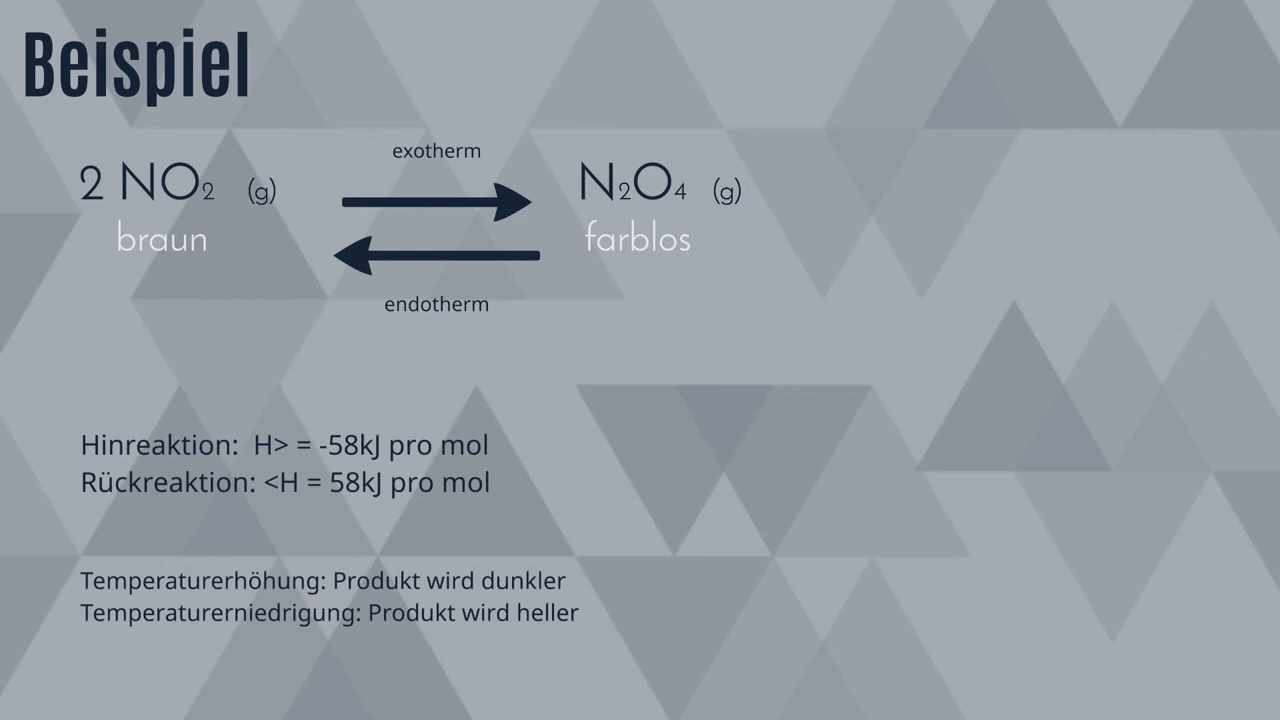 Beispiel
exotherm
2 NO₂ (g) N₂O₄ (g)
braun farblos
endotherm
Hinreaktion: H> = -58kJ pro mol
Rückreaktion: <H = 58kJ pro mol
Temperaturerhöhung: Produkt wird dunkler
Temperaturerniedrigung: Produkt wird heller